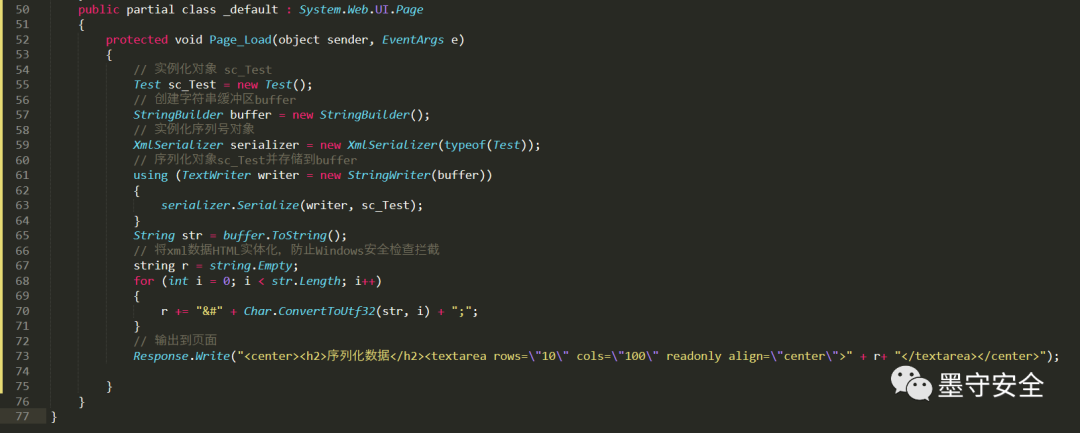 50 public partial class _default : System.Web.UI.Page
51 {
52 protected void Page_Load(object sender, EventArgs e)
53 {
54 // 实例化对象 sc_Test
55 Test sc_Test = new Test();
56 // 创建字符串缓冲区buffer
57 StringBuilder buffer = new StringBuilder();
58 // 实例化序列号对象
59 XmlSerializer serializer = new XmlSerializer(typeof(Test));
60 // 序列化对象sc_Test并存储到buffer
61 using (TextWriter writer = new StringWriter(buffer))
62 {
63 serializer.Serialize(writer, sc_Test);
64 }
65 String str = buffer.ToString();
66 // 将xml数据HTML实体化，防止Windows安全检查拦截
67 string r = string.Empty;
68 for (int i = 0; i < str.Length; i++)
69 {
70 r += "&#" + Char.ConvertToUtf32(str, i) + ";";
71 }
72 // 输出到页面
73 Response.Write("<center><h2>序列化数据</h2><textarea rows=\"10\" cols=\"100\" readonly align=\"center\">" + r+ "</textarea></center>");
74
75 }
76 }
77 }
墨守安全